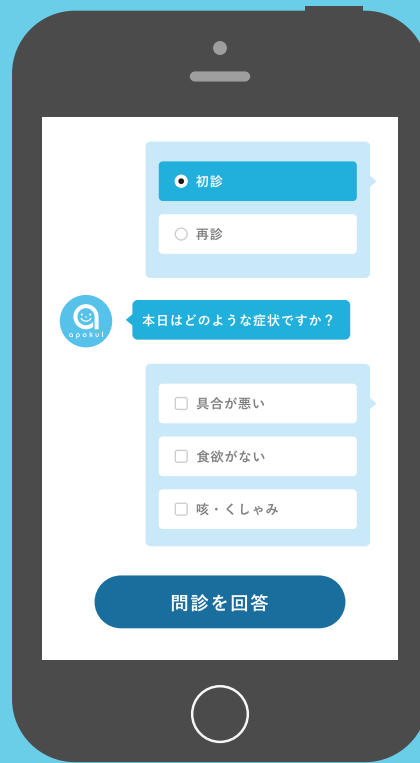 初診
再診
apokul
本日はどのような症状ですか？
具合が悪い
食欲がない
咳・くしゃみ
問診を回答